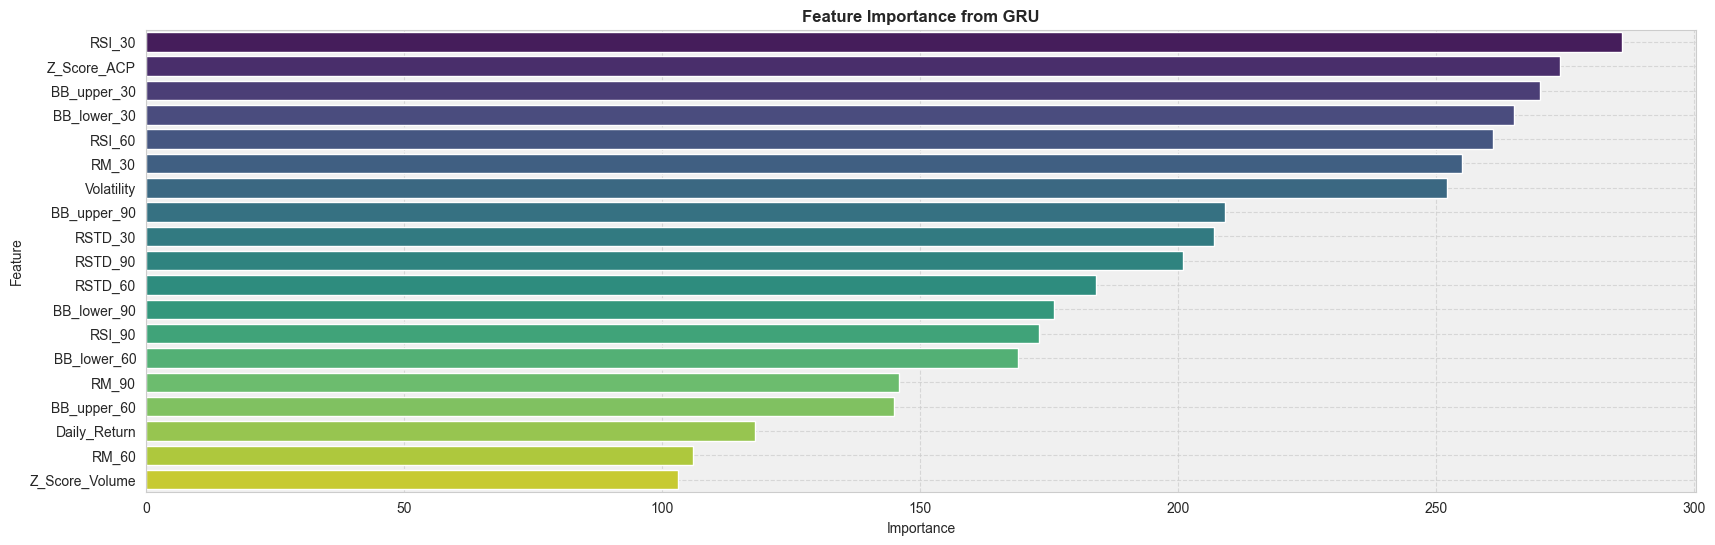 Feature Importance from GRU
Feature
RSI_30
Z_Score_ACP
BB_upper_30
BB_lower_30
RSI_60
RM_30
Volatility
BB_upper_90
RSTD_30
RSTD_90
RSTD_60
BB_lower_90
RSI_90
BB_lower_60
RM_90
BB_upper_60
Daily_Return
RM_60
Z_Score_Volume
0 50 100 150 200 250 300
Importance